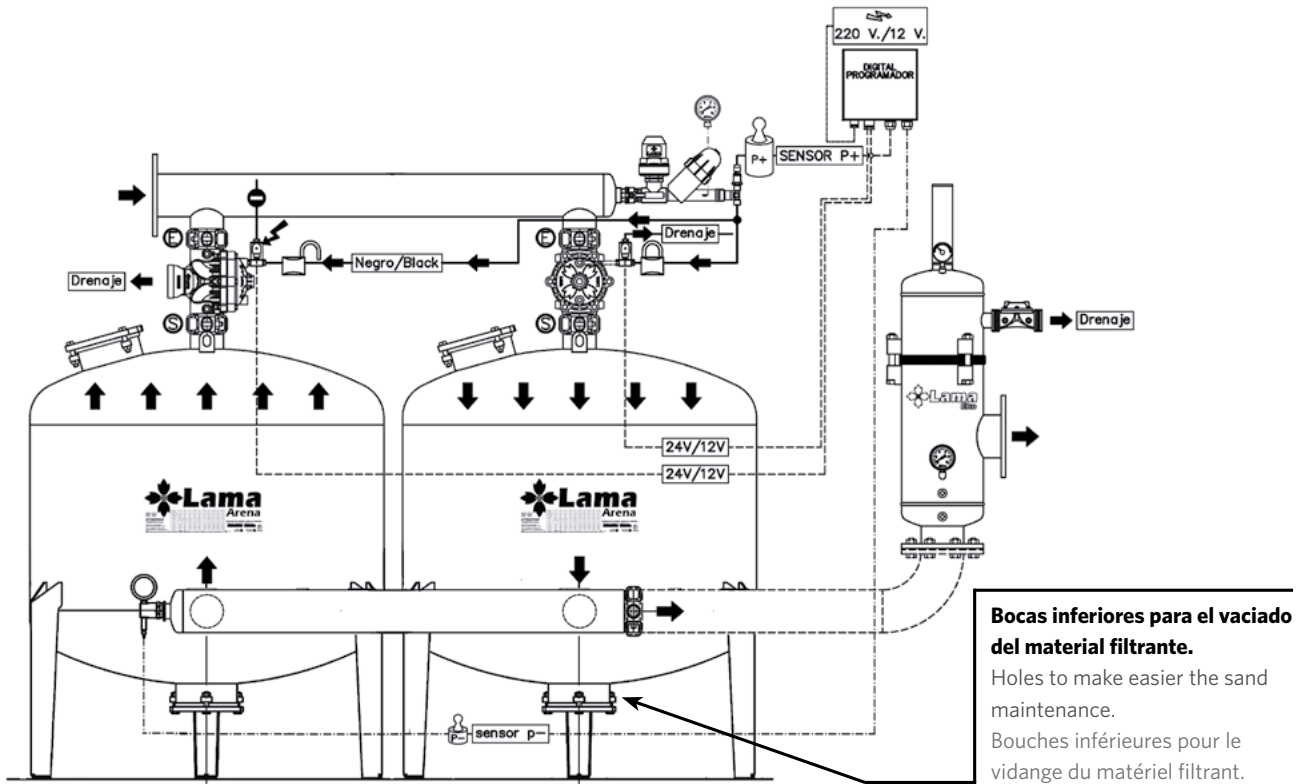 220 V./12 V.
DIGITAL
PROGRAMADOR
P+
SENSOR P+
E
E
Drenaje
Negro/Black
Drenaje
S
S
Drenaje
Lama
Eco
24V/12V
24V/12V
Lama
Arena
Lama
Arena
P-
sensor p-
Bocas inferiores para el vaciado
del material filtrante.
Holes to make easier the sand
maintenance.
Bouches inférieures pour le
vidange du matériel filtrant.